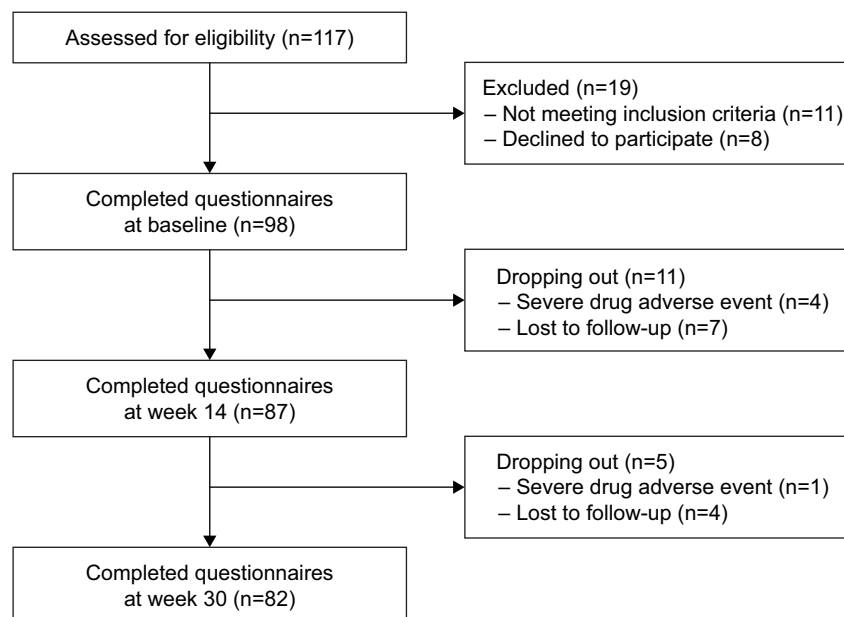 Assessed for eligibility (n=117)
Excluded (n=19)
– Not meeting inclusion criteria (n=11)
– Declined to participate (n=8)
Completed questionnaires
at baseline (n=98)
Dropping out (n=11)
– Severe drug adverse event (n=4)
– Lost to follow-up (n=7)
Completed questionnaires
at week 14 (n=87)
Dropping out (n=5)
– Severe drug adverse event (n=1)
– Lost to follow-up (n=4)
Completed questionnaires
at week 30 (n=82)